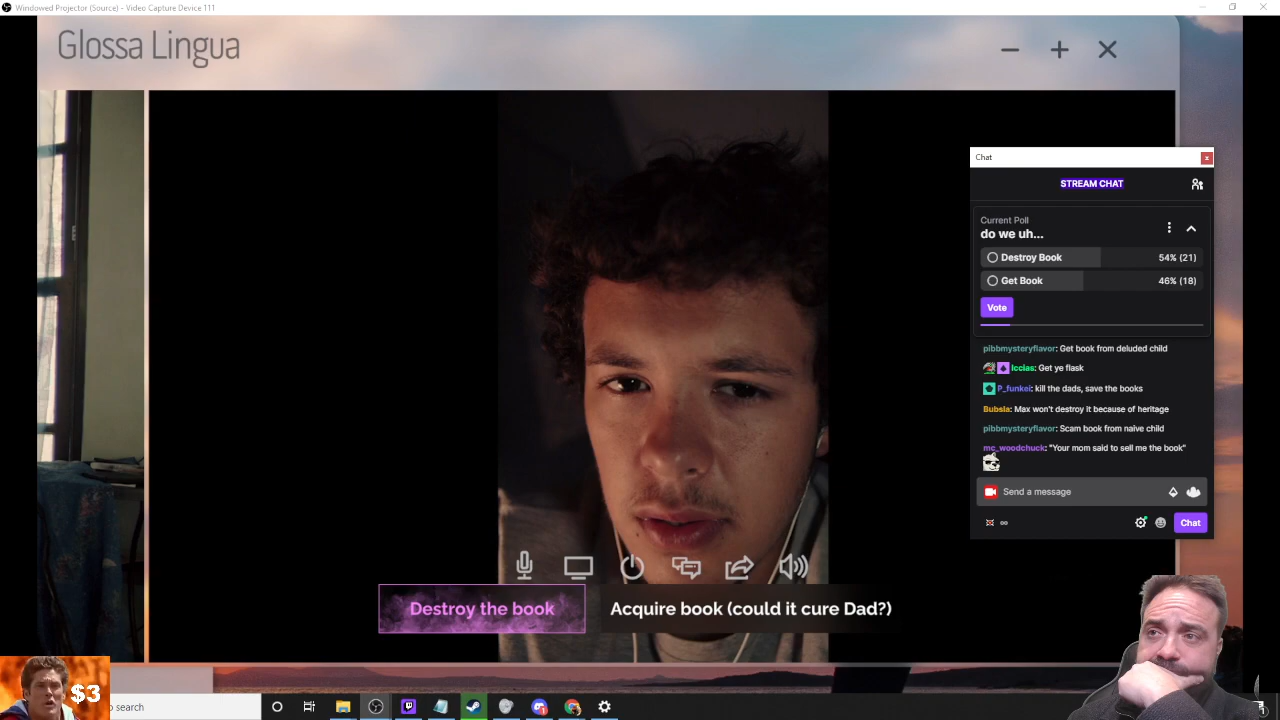 Windowed Projector (Source) - Video Capture Device 111
Glossa Lingua
Chat
STREAM CHAT
Current Poll
do we uh...
Destroy Book 54% (21)
Get Book 46% (18)
Vote
pibbmysteryflavor: Get book from deluded child
Iccias: Get ye flask
P_funkei: kill the dads, save the books
Bubsla: Max won't destroy it because of heritage
pibbmysteryflavor: Scam book from naïve child
mc_woodchuck: "Your mom said to sell me the book"
Send a message
Chat
Destroy the book
Acquire book (could it cure Dad?)
$3
o search